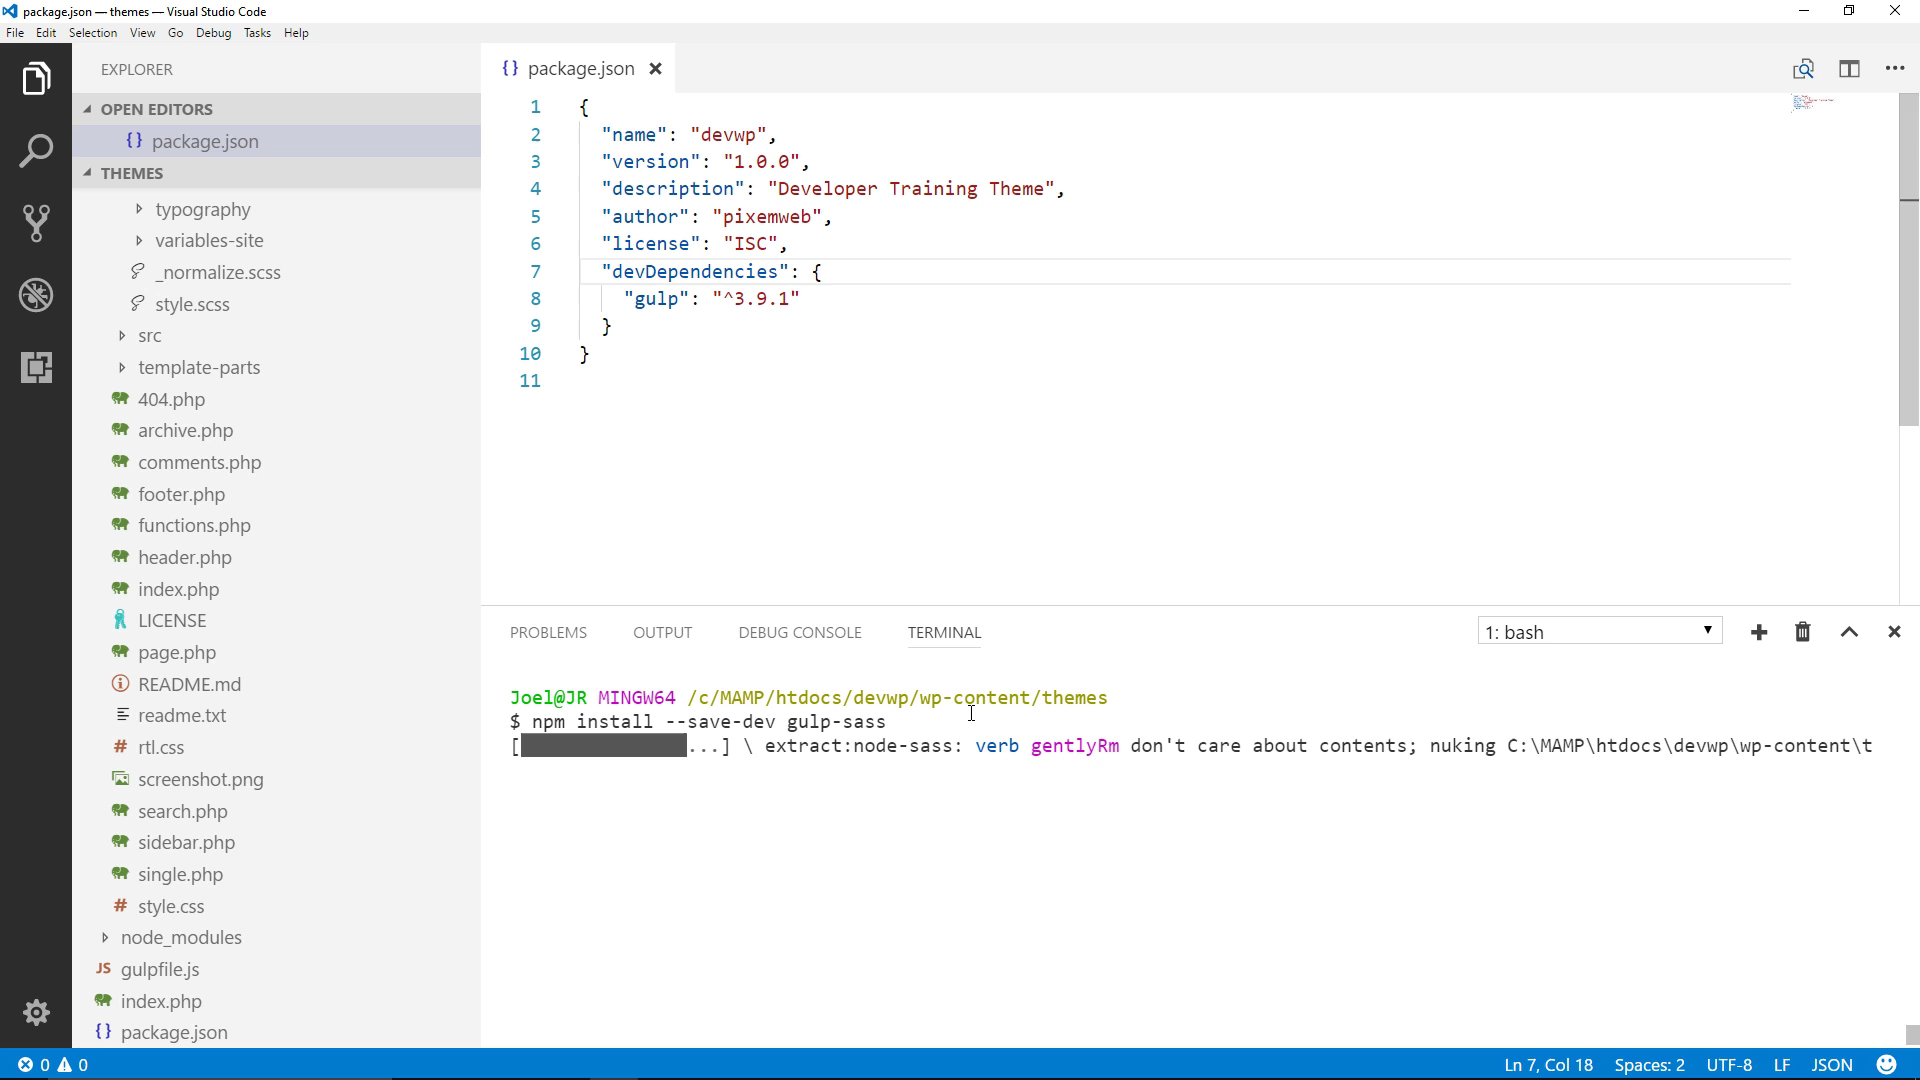 package.json — themes — Visual Studio Code
File Edit Selection View Go Debug Tasks Help
EXPLORER
OPEN EDITORS
{} package.json
THEMES
typography
variables-site
_normalize.scss
style.scss
src
template-parts
404.php
archive.php
comments.php
footer.php
functions.php
header.php
index.php
LICENSE
page.php
README.md
readme.txt
# rtl.css
screenshot.png
search.php
sidebar.php
single.php
# style.css
node_modules
JS gulpfile.js
index.php
{} package.json
{} package.json
1 {
2 "name": "devwp",
3 "version": "1.0.0",
4 "description": "Developer Training Theme",
5 "author": "pixemweb",
6 "license": "ISC",
7 "devDependencies": {
8 "gulp": "^3.9.1"
9 }
10 }
11
PROBLEMS OUTPUT DEBUG CONSOLE TERMINAL 1: bash
Joel@JR MINGW64 /c/MAMP/htdocs/devwp/wp-content/themes
$ npm install --save-dev gulp-sass
[...] \ extract:node-sass: verb gentlyRm don't care about contents; nuking C:\MAMP\htdocs\devwp\wp-content\t
0 0 Ln 7, Col 18 Spaces: 2 UTF-8 LF JSON